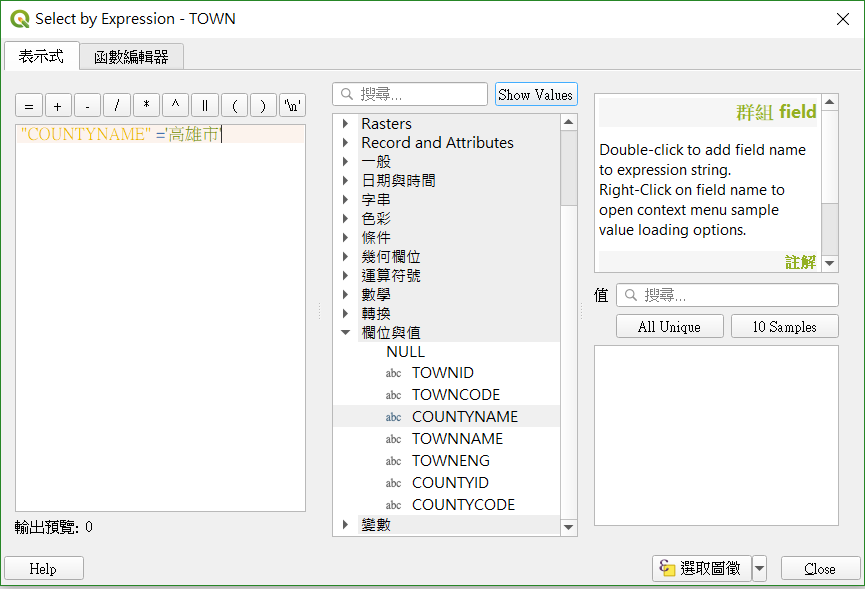 Select by Expression - TOWN
表示式
函數編輯器
= + - / * ^ || ( ) '\n'
"COUNTYNAME" ='高雄市'
輸出預覽: 0
搜尋...
Show Values
Rasters
Record and Attributes
一般
日期與時間
字串
色彩
條件
幾何欄位
運算符號
數學
轉換
欄位與值
NULL
abc TOWNID
abc TOWNCODE
abc COUNTYNAME
abc TOWNNAME
abc TOWNENG
abc COUNTYID
abc COUNTYCODE
變數
群組 field
Double-click to add field name
to expression string.
Right-Click on field name to
open context menu sample
value loading options.
註解
值 搜尋...
All Unique
10 Samples
Help
選取圖徵
Close